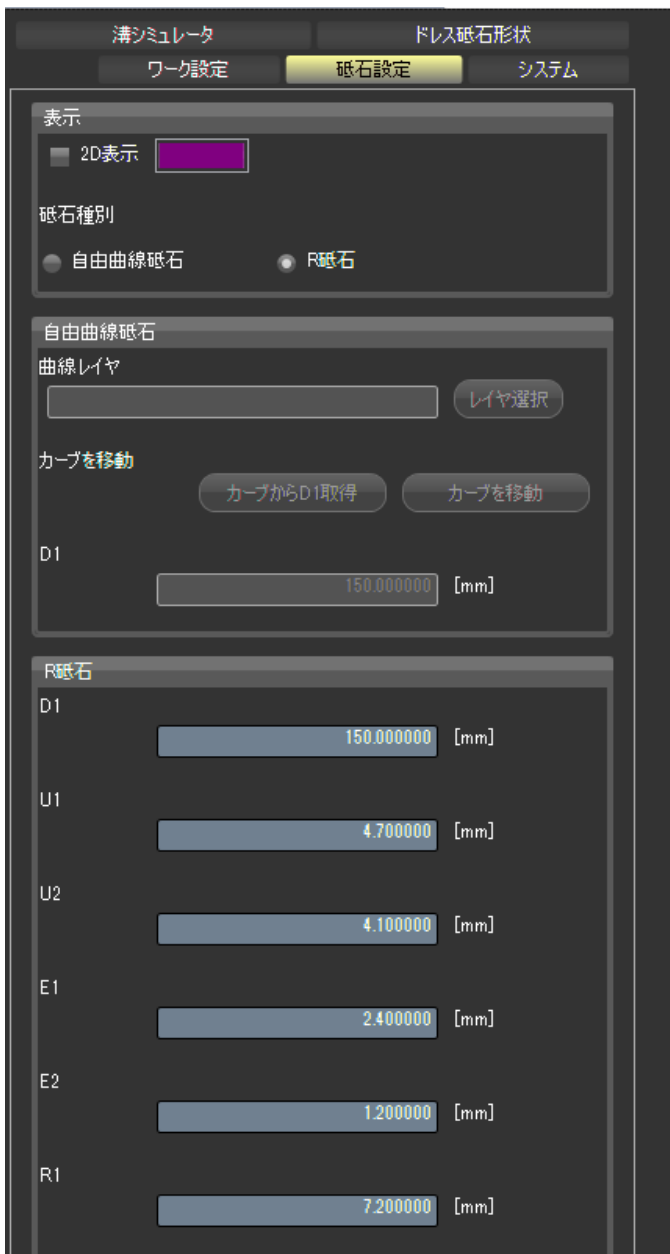 溝シミュレータ ドレス砥石形状
ワーク設定 砥石設定 システム
表示
2D表示
砥石種別
自由曲線砥石 R砥石
自由曲線砥石
曲線レイヤ
レイヤ選択
カーブを移動
カーブからD1取得 カーブを移動
D1
150.000000 [mm]
R砥石
D1
150.000000 [mm]
U1
4.700000 [mm]
U2
4.100000 [mm]
E1
2.400000 [mm]
E2
1.200000 [mm]
R1
7.200000 [mm]